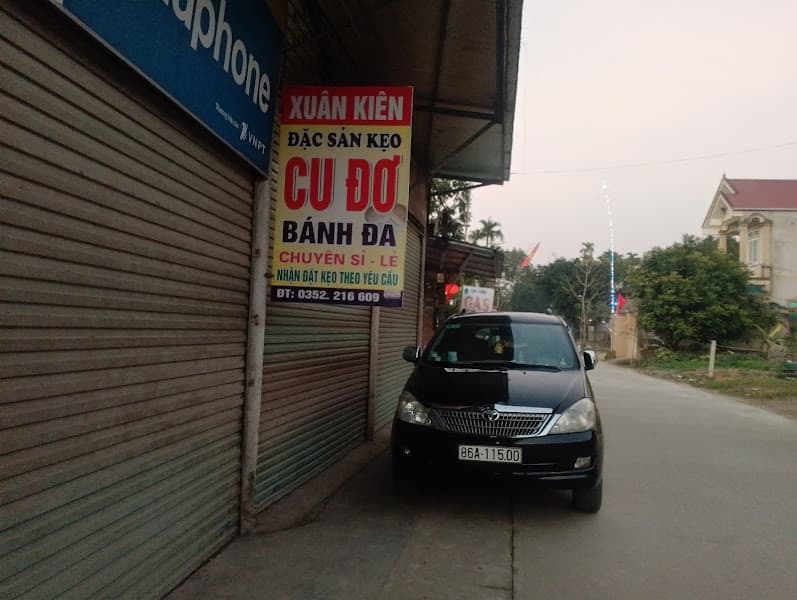 aphone
VNPT
XUÂN KIÊN
ĐẶC SẢN KẸO
CU ĐƠ
BÁNH ĐA
CHUYÊN SỈ - LẺ
NHẬN ĐẶT KẸO THEO YÊU CẦU
ĐT: 0352. 216 609
GAS
86A-115.00